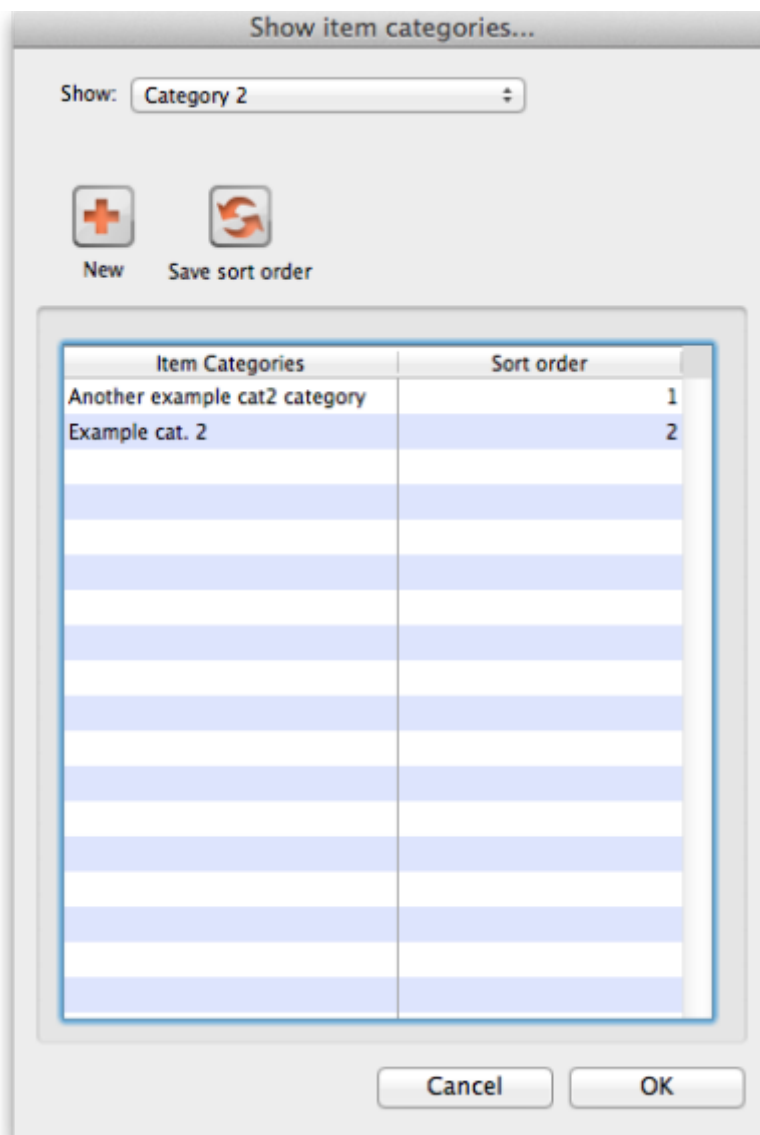 Show item categories...
Show: Category 2
New Save sort order
Item Categories Sort order
Another example cat2 category 1
Example cat. 2 2
Cancel OK